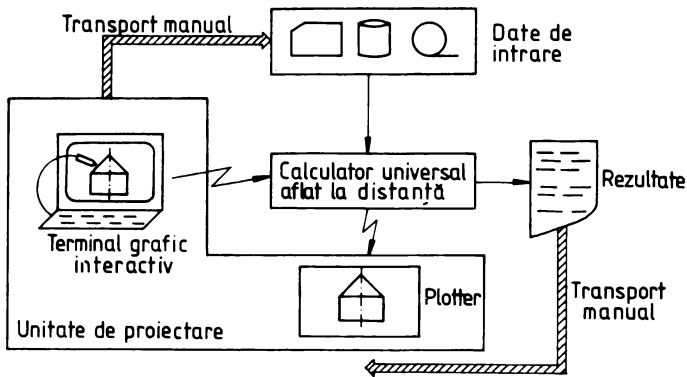 Transport manual
Date de
intrare
Calculator universal
aflat la distanță
Rezultate
Terminal grafic
interactiv
Plotter
Unitate de proiectare
Transport
manual